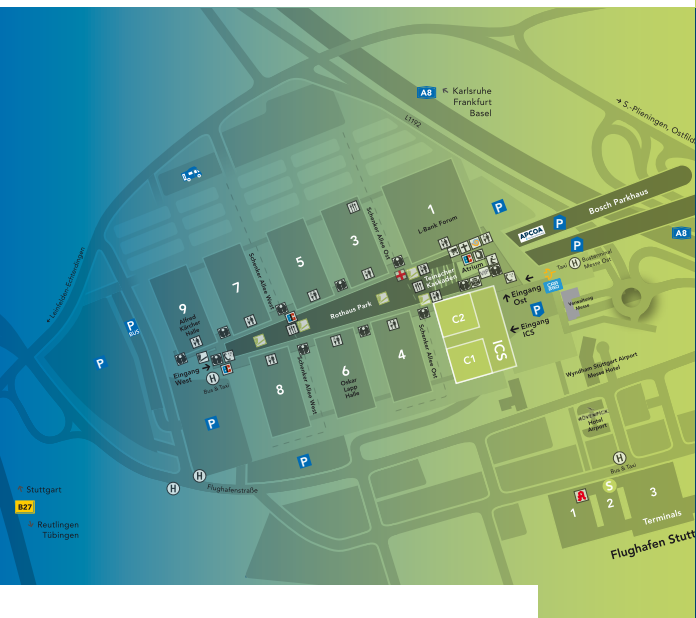 A8
Karlsruhe
Frankfurt
Basel
S.-Plieningen, Ostfild
L1192
Leinfelden-Echterdingen
1
L-Bank Forum
3
Schenker Allee Ost
5
7
Schenker Allee West
9
Alfred
Kärcher
Halle
P
BUS
P
P
P
P
P
P
P
APCOA
Bosch Parkhaus
A8
Taxi
H
Busterminal
Messe Ost
Atrium
Teinacher
Kaskaden
Rothaus Park
Eingang
Ost
Eingang
ICS
Verwaltung
Messe
C2
C1
ICS
4
Schenker Allee Ost
6
Oskar
Lapp
Halle
8
Schenker Allee West
Eingang
West
H
Bus & Taxi
Wyndham Stuttgart Airport
Messe Hotel
MÖVENPICK
Hotel
Airport
H
Bus & Taxi
H
H
Flughafenstraße
Stuttgart
B27
Reutlingen
Tübingen
S
1
2
3
Terminals
Flughafen Stutt